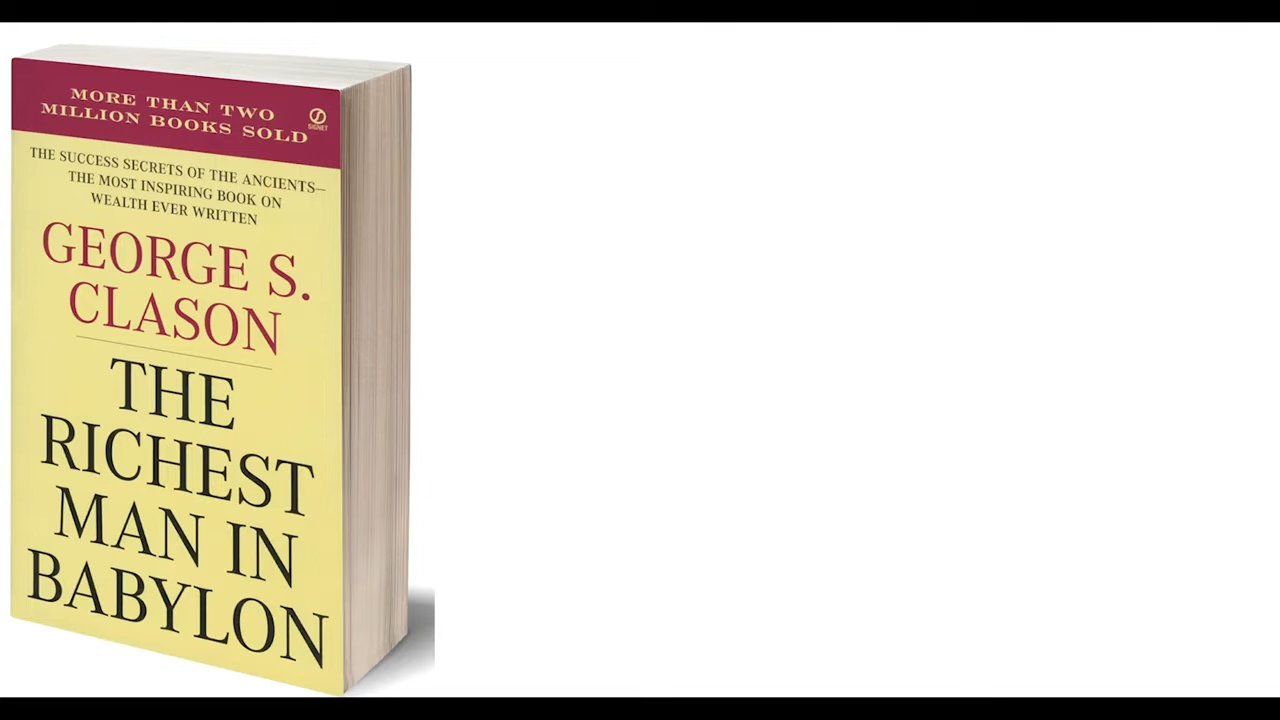 MORE THAN TWO
MILLION BOOKS SOLD
SIGNET
THE SUCCESS SECRETS OF THE ANCIENTS—
THE MOST INSPIRING BOOK ON
WEALTH EVER WRITTEN
GEORGE S.
CLASON
THE
RICHEST
MAN IN
BABYLON